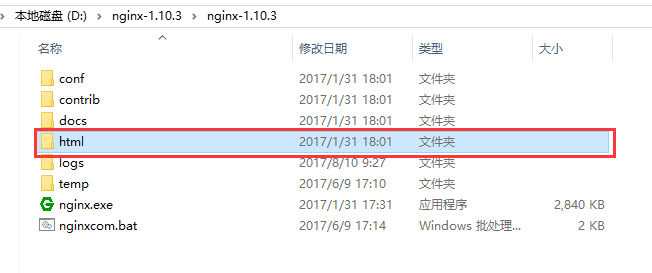 本地磁盘 (D:) > nginx-1.10.3 > nginx-1.10.3
名称 修改日期 类型 大小
conf 2017/1/31 18:01 文件夹
contrib 2017/1/31 18:01 文件夹
docs 2017/1/31 18:01 文件夹
html 2017/1/31 18:01 文件夹
logs 2017/8/10 9:27 文件夹
temp 2017/6/9 17:10 文件夹
nginx.exe 2017/1/31 17:31 应用程序 2,840 KB
nginxcom.bat 2017/6/9 17:14 Windows 批处理... 2 KB